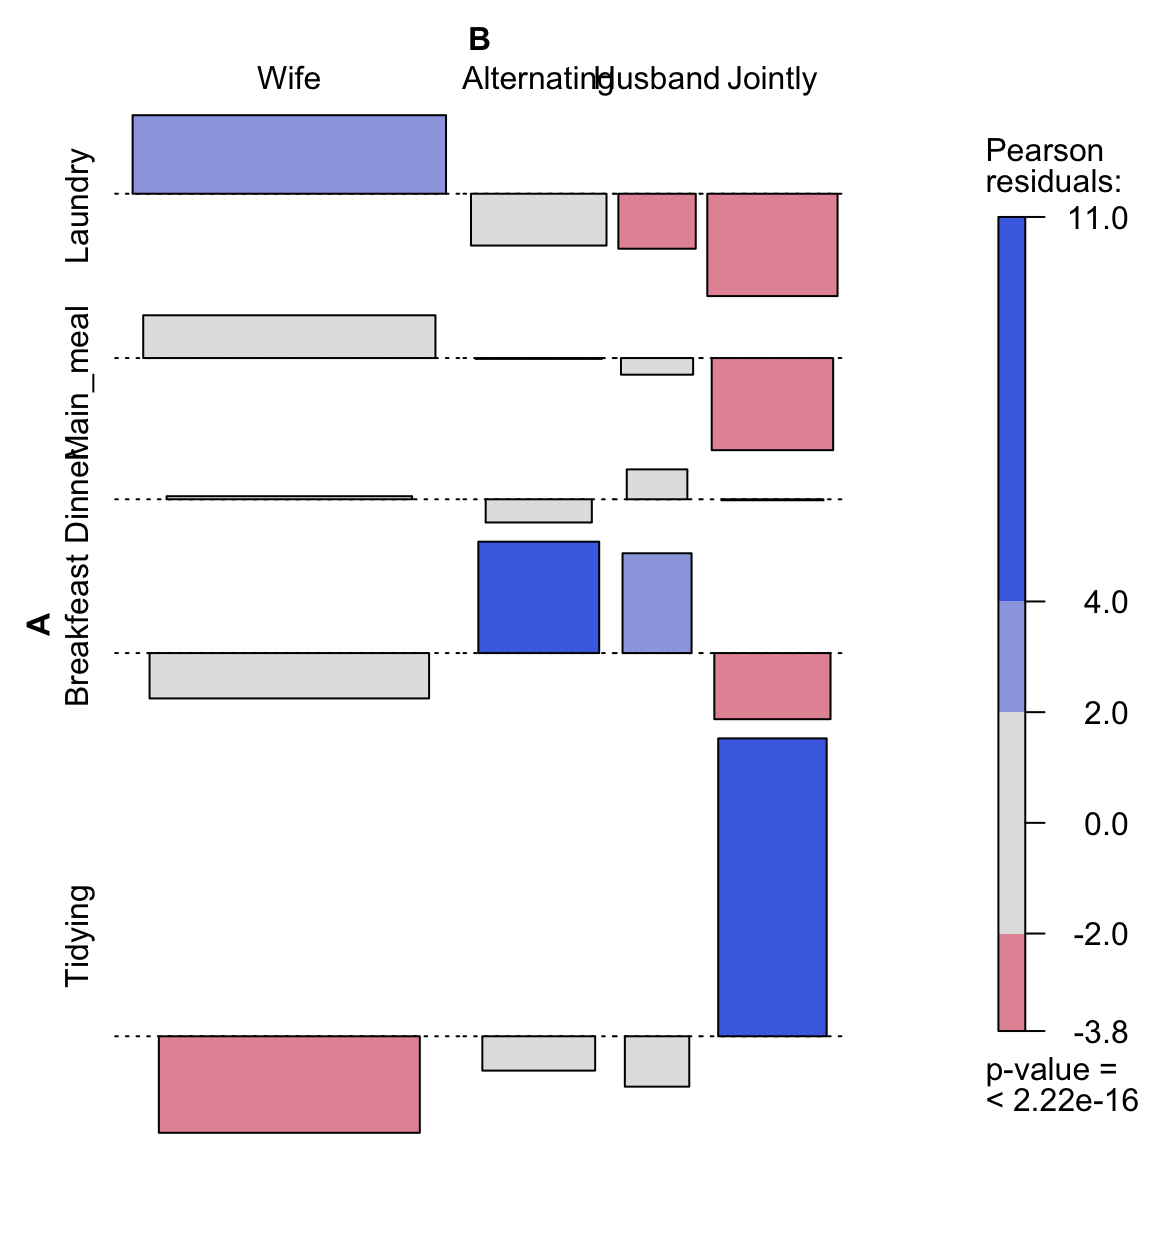 B
Wife Alternating Husband Jointly
A
Laundry
Main_meal
Dinner
Breakfeast
Tidying
Pearson
residuals:
11.0
4.0
2.0
0.0
-2.0
-3.8
p-value =
< 2.22e-16